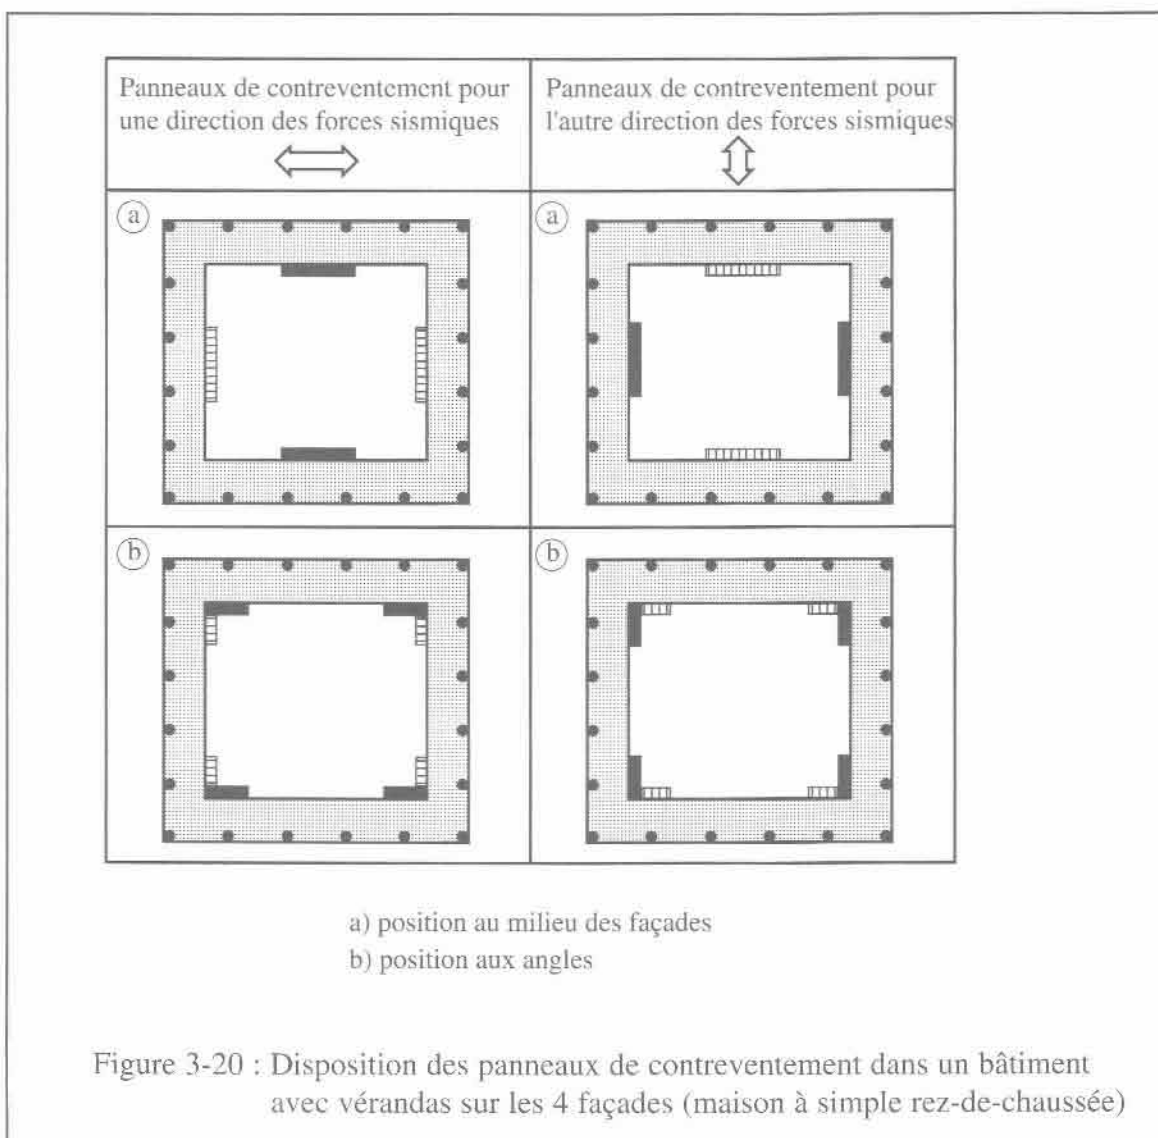 Panneaux de contreventement pour
une direction des forces sismiques
Panneaux de contreventement pour
l'autre direction des forces sismiques
a
a
b
b
a) position au milieu des façades
b) position aux angles
Figure 3-20 : Disposition des panneaux de contreventement dans un bâtiment
avec vérandas sur les 4 façades (maison à simple rez-de-chaussée)